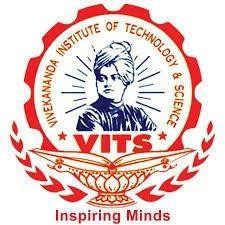 VIVEKANANDA INSTITUTE OF TECHNOLOGY & SCIENCE
VITS
Inspiring Minds